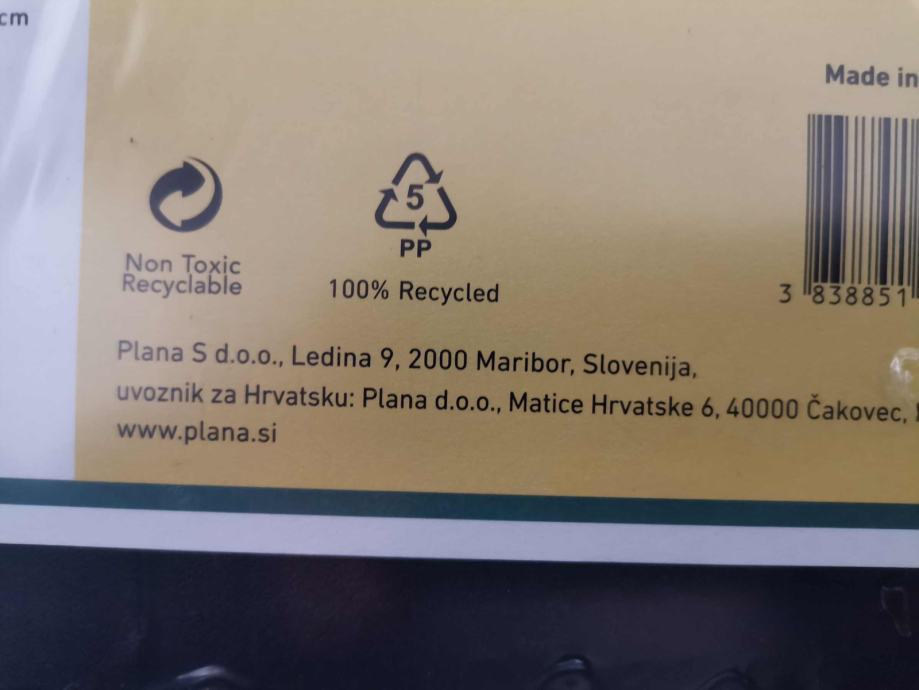 cm
Made in
Non Toxic
Recyclable
5
PP
100% Recycled
3 838851
Plana S d.o.o., Ledina 9, 2000 Maribor, Slovenija,
uvoznik za Hrvatsku: Plana d.o.o., Matice Hrvatske 6, 40000 Čakovec,
www.plana.si